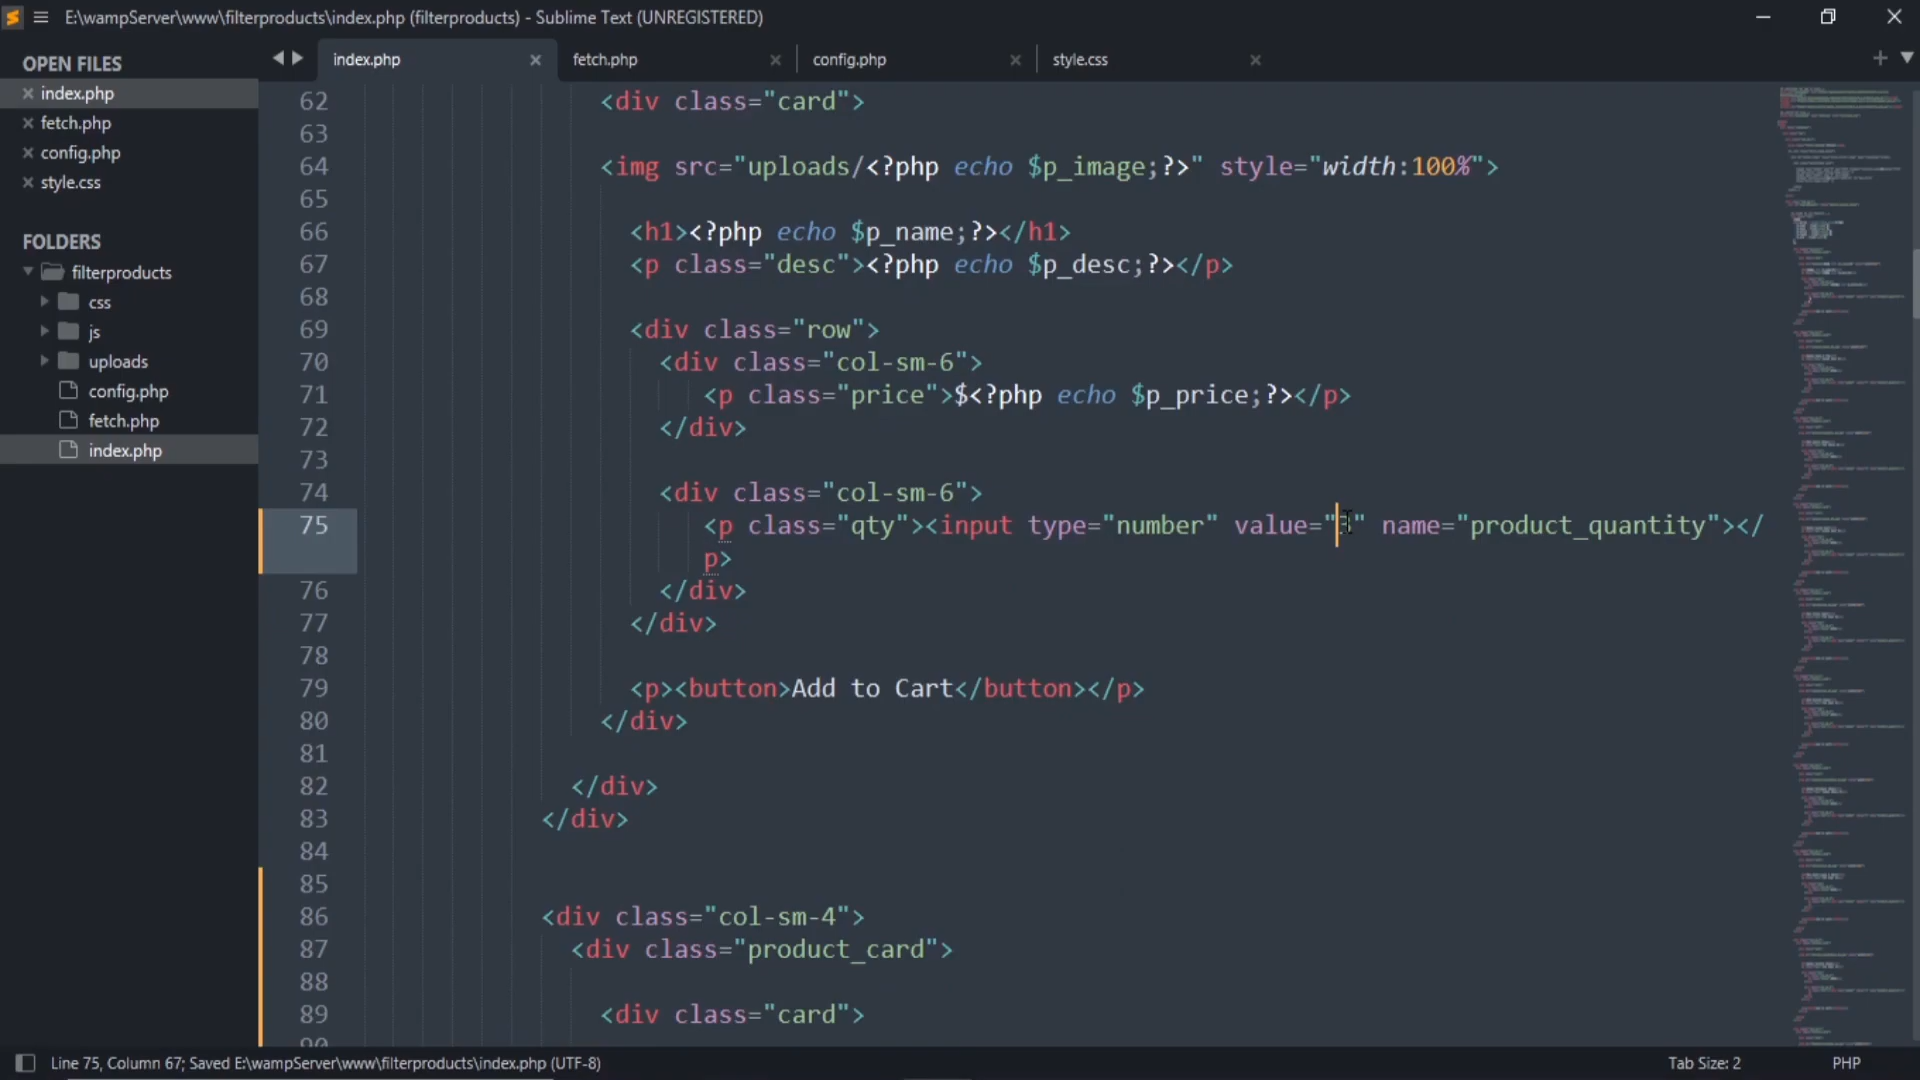 E:\wampServer\www\filterproducts\index.php (filterproducts) - Sublime Text (UNREGISTERED)
OPEN FILES
index.php
fetch.php
config.php
style.css
FOLDERS
filterproducts
css
js
uploads
config.php
fetch.php
index.php
index.php
fetch.php
config.php
style.css
62 <div class="card">
63
64 <img src="uploads/<?php echo $p_image;?>" style="width:100%">
65
66 <h1><?php echo $p_name;?></h1>
67 <p class="desc"><?php echo $p_desc;?></p>
68
69 <div class="row">
70 <div class="col-sm-6">
71 <p class="price">$<?php echo $p_price;?></p>
72 </div>
73
74 <div class="col-sm-6">
75 <p class="qty"><input type="number" value="" name="product_quantity"></
p>
76 </div>
77 </div>
78
79 <p><button>Add to Cart</button></p>
80 </div>
81
82 </div>
83 </div>
84
85
86 <div class="col-sm-4">
87 <div class="product_card">
88
89 <div class="card">
90
Line 75, Column 67; Saved E:\wampServer\www\filterproducts\index.php (UTF-8)
Tab Size: 2
PHP